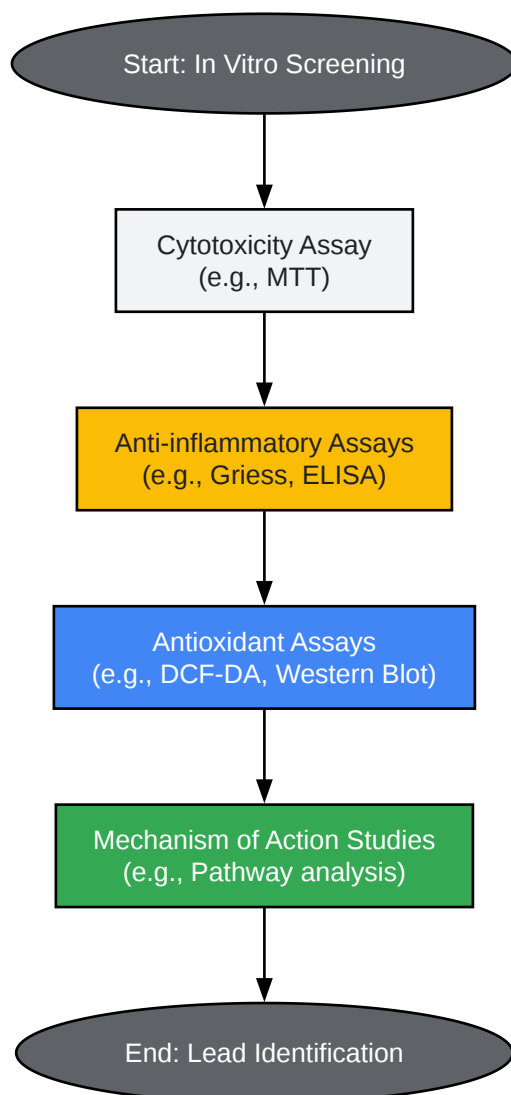 Start: In Vitro Screening
Cytotoxicity Assay
(e.g., MTT)
Anti-inflammatory Assays
(e.g., Griess, ELISA)
Antioxidant Assays
(e.g., DCF-DA, Western Blot)
Mechanism of Action Studies
(e.g., Pathway analysis)
End: Lead Identification